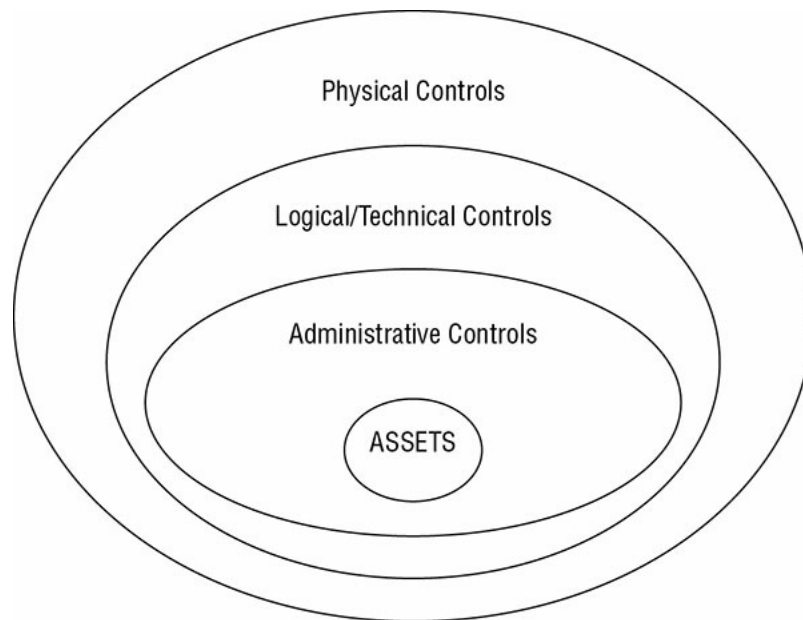 Physical Controls
Logical/Technical Controls
Administrative Controls
ASSETS